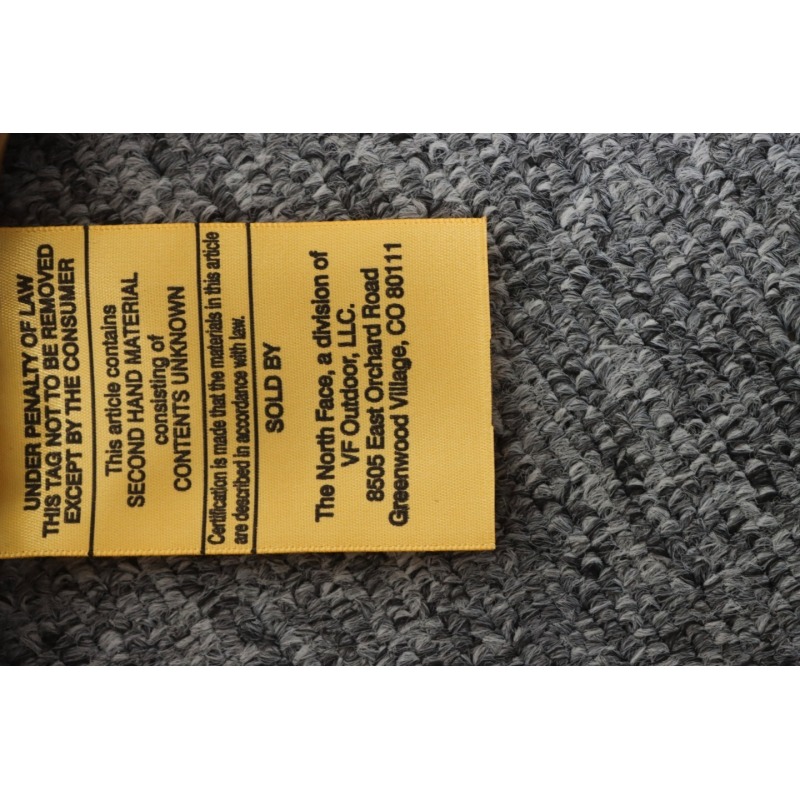 UNDER PENALTY OF LAW
THIS TAG NOT TO BE REMOVED
EXCEPT BY THE CONSUMER
This article contains
SECOND HAND MATERIAL
consisting of
CONTENTS UNKNOWN
Certification is made that the materials in this article
are described in accordance with law.
SOLD BY
The North Face, a division of
VF Outdoor, LLC.
8505 East Orchard Road
Greenwood Village, CO 80111